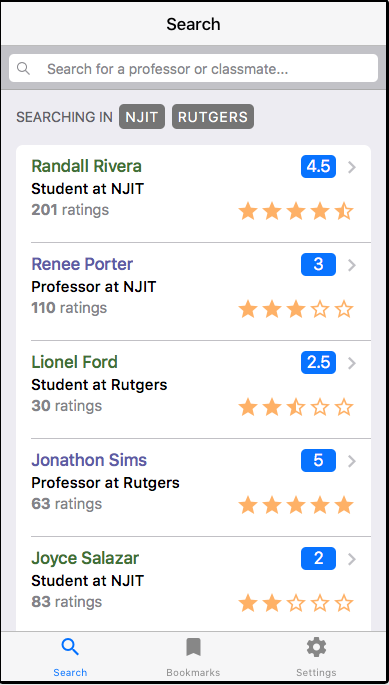 Search
Search for a professor or classmate...
SEARCHING IN NJIT RUTGERS
Randall Rivera 4.5
Student at NJIT
201 ratings
Renee Porter 3
Professor at NJIT
110 ratings
Lionel Ford 2.5
Student at Rutgers
30 ratings
Jonathon Sims 5
Professor at Rutgers
63 ratings
Joyce Salazar 2
Student at NJIT
83 ratings
Search Bookmarks Settings